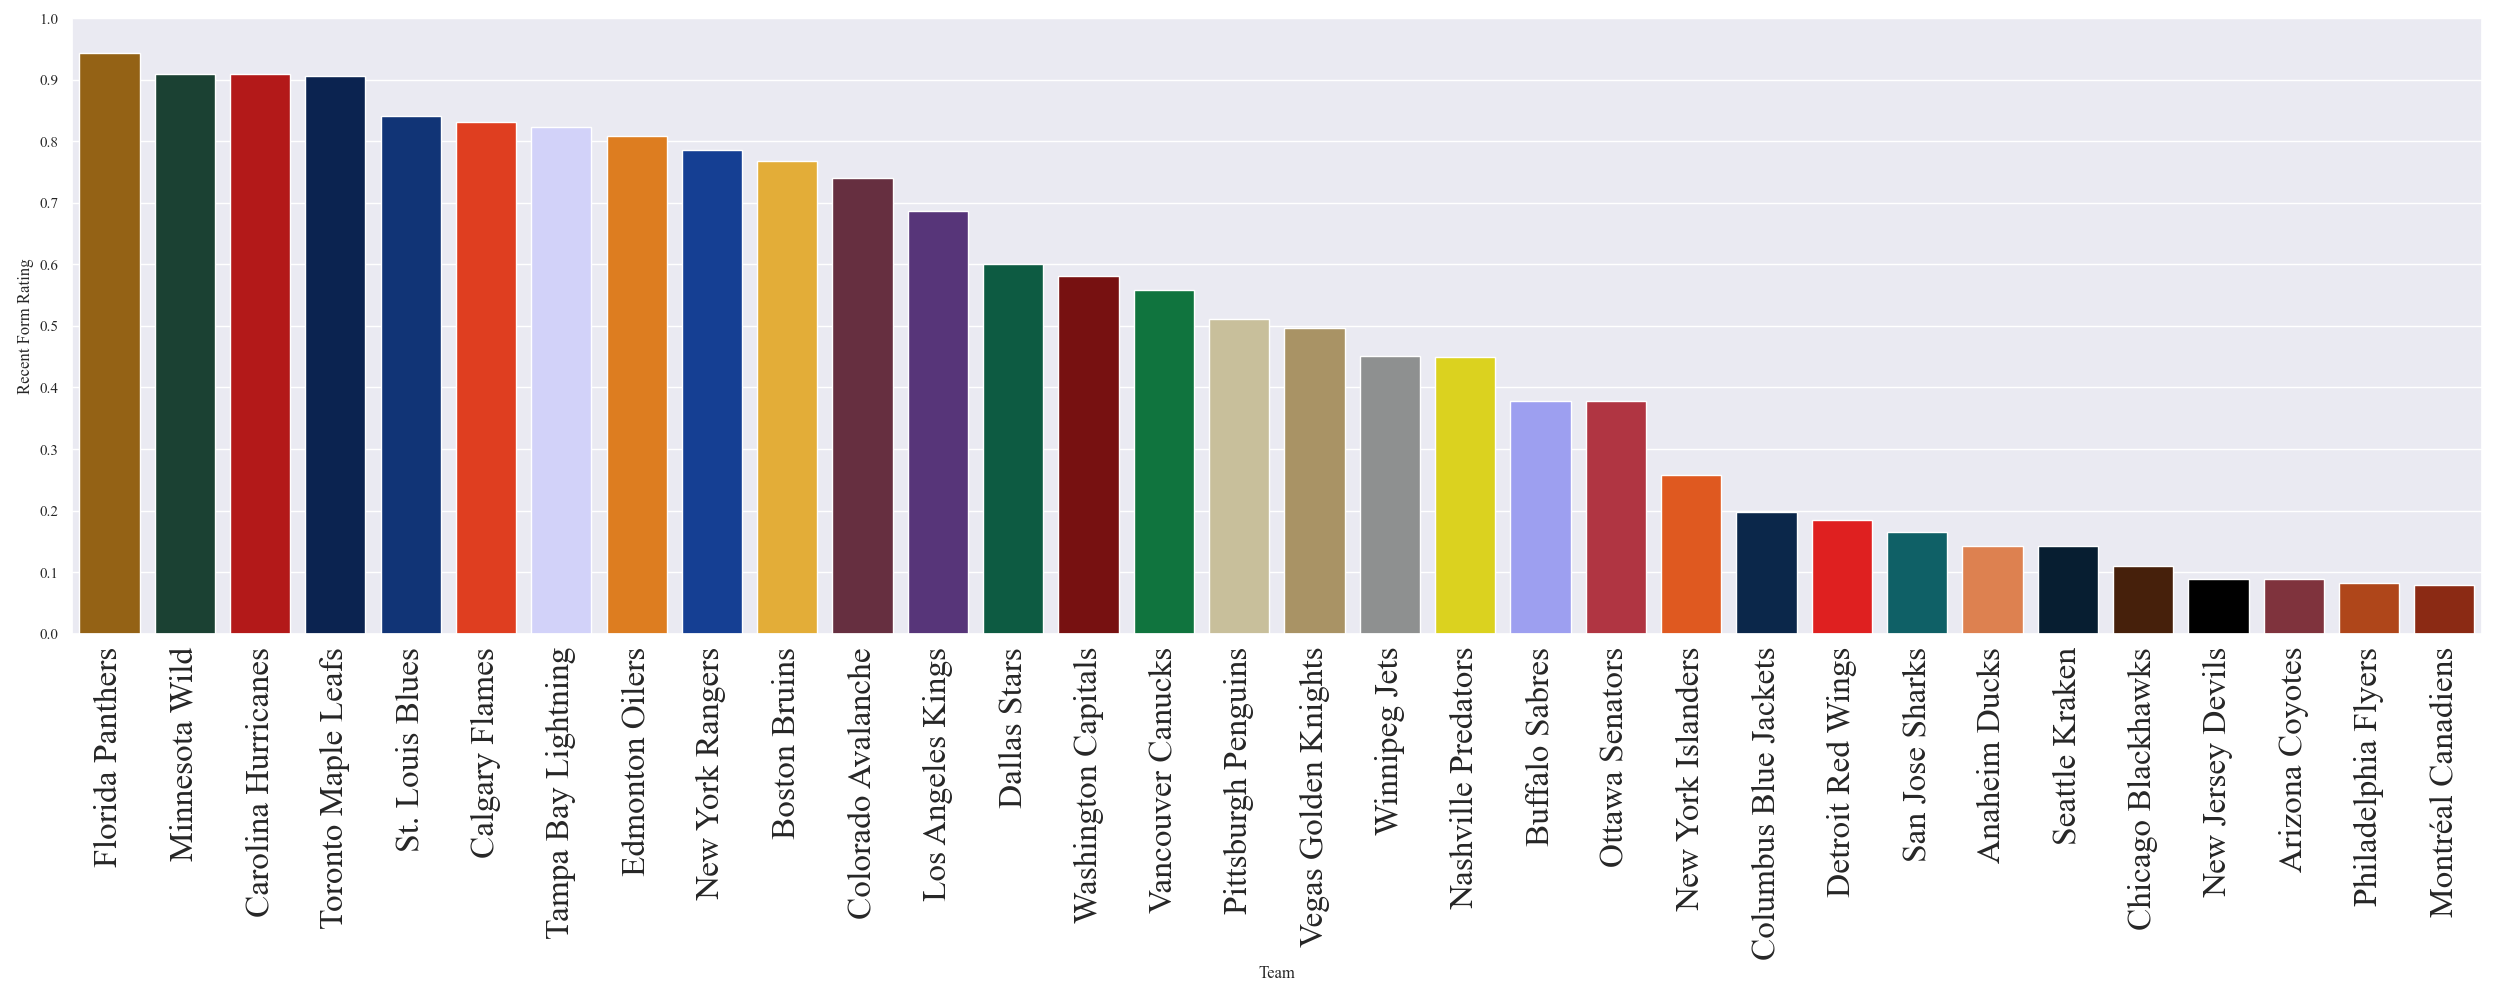 1.0
0.9
0.8
0.7
0.6
0.5
0.4
0.3
0.2
0.1
0.0
Recent Form Rating
Florida Panthers
Minnesota Wild
Carolina Hurricanes
Toronto Maple Leafs
St. Louis Blues
Calgary Flames
Tampa Bay Lightning
Edmonton Oilers
New York Rangers
Boston Bruins
Colorado Avalanche
Los Angeles Kings
Dallas Stars
Washington Capitals
Vancouver Canucks
Pittsburgh Penguins
Vegas Golden Knights
Winnipeg Jets
Nashville Predators
Buffalo Sabres
Ottawa Senators
New York Islanders
Columbus Blue Jackets
Detroit Red Wings
San Jose Sharks
Anaheim Ducks
Seattle Kraken
Chicago Blackhawks
New Jersey Devils
Arizona Coyotes
Philadelphia Flyers
Montréal Canadiens
Team